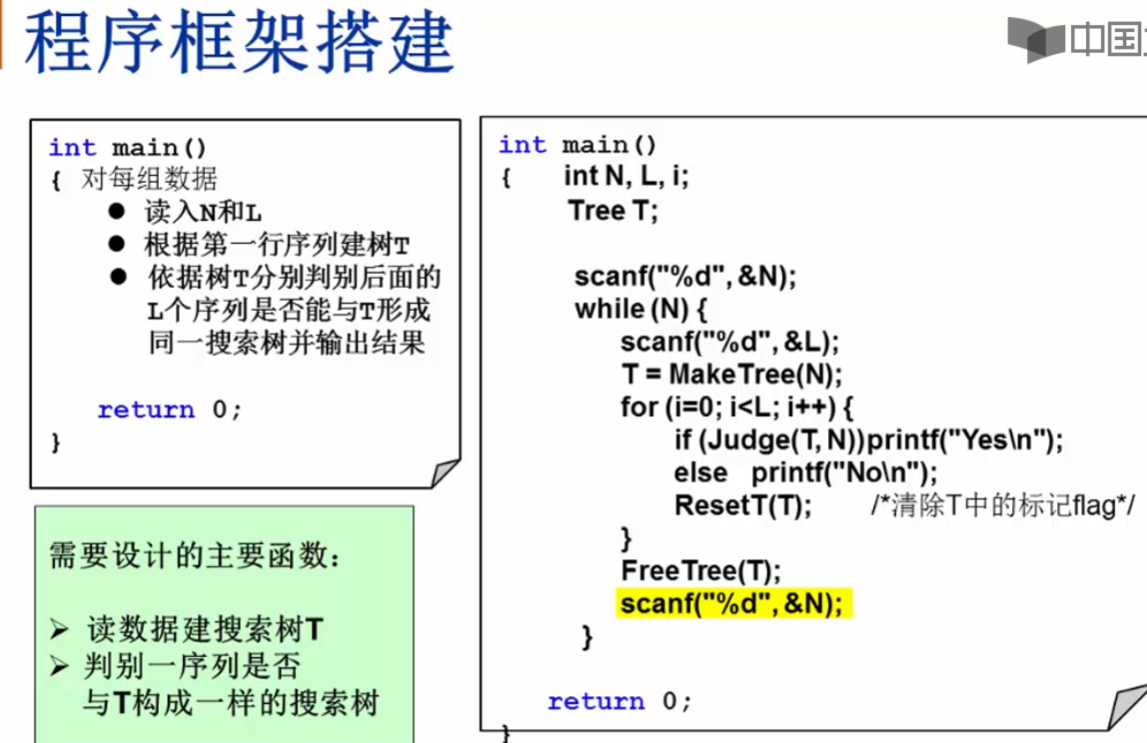 程序框架搭建
中国
int main()
{ 对每组数据
● 读入N和L
● 根据第一行序列建树T
● 依据树T分别判别后面的
L个序列是否能与T形成
同一搜索树并输出结果
return 0;
}
需要设计的主要函数：
➢ 读数据建搜索树T
➢ 判别一序列是否
与T构成一样的搜索树
int main()
{ int N, L, i;
Tree T;
scanf("%d", &N);
while (N) {
scanf("%d", &L);
T = MakeTree(N);
for (i=0; i<L; i++) {
if (Judge(T, N))printf("Yes\n");
else printf("No\n");
ResetT(T); /*清除T中的标记flag*/
}
FreeTree(T);
scanf("%d", &N);
}
return 0;
}